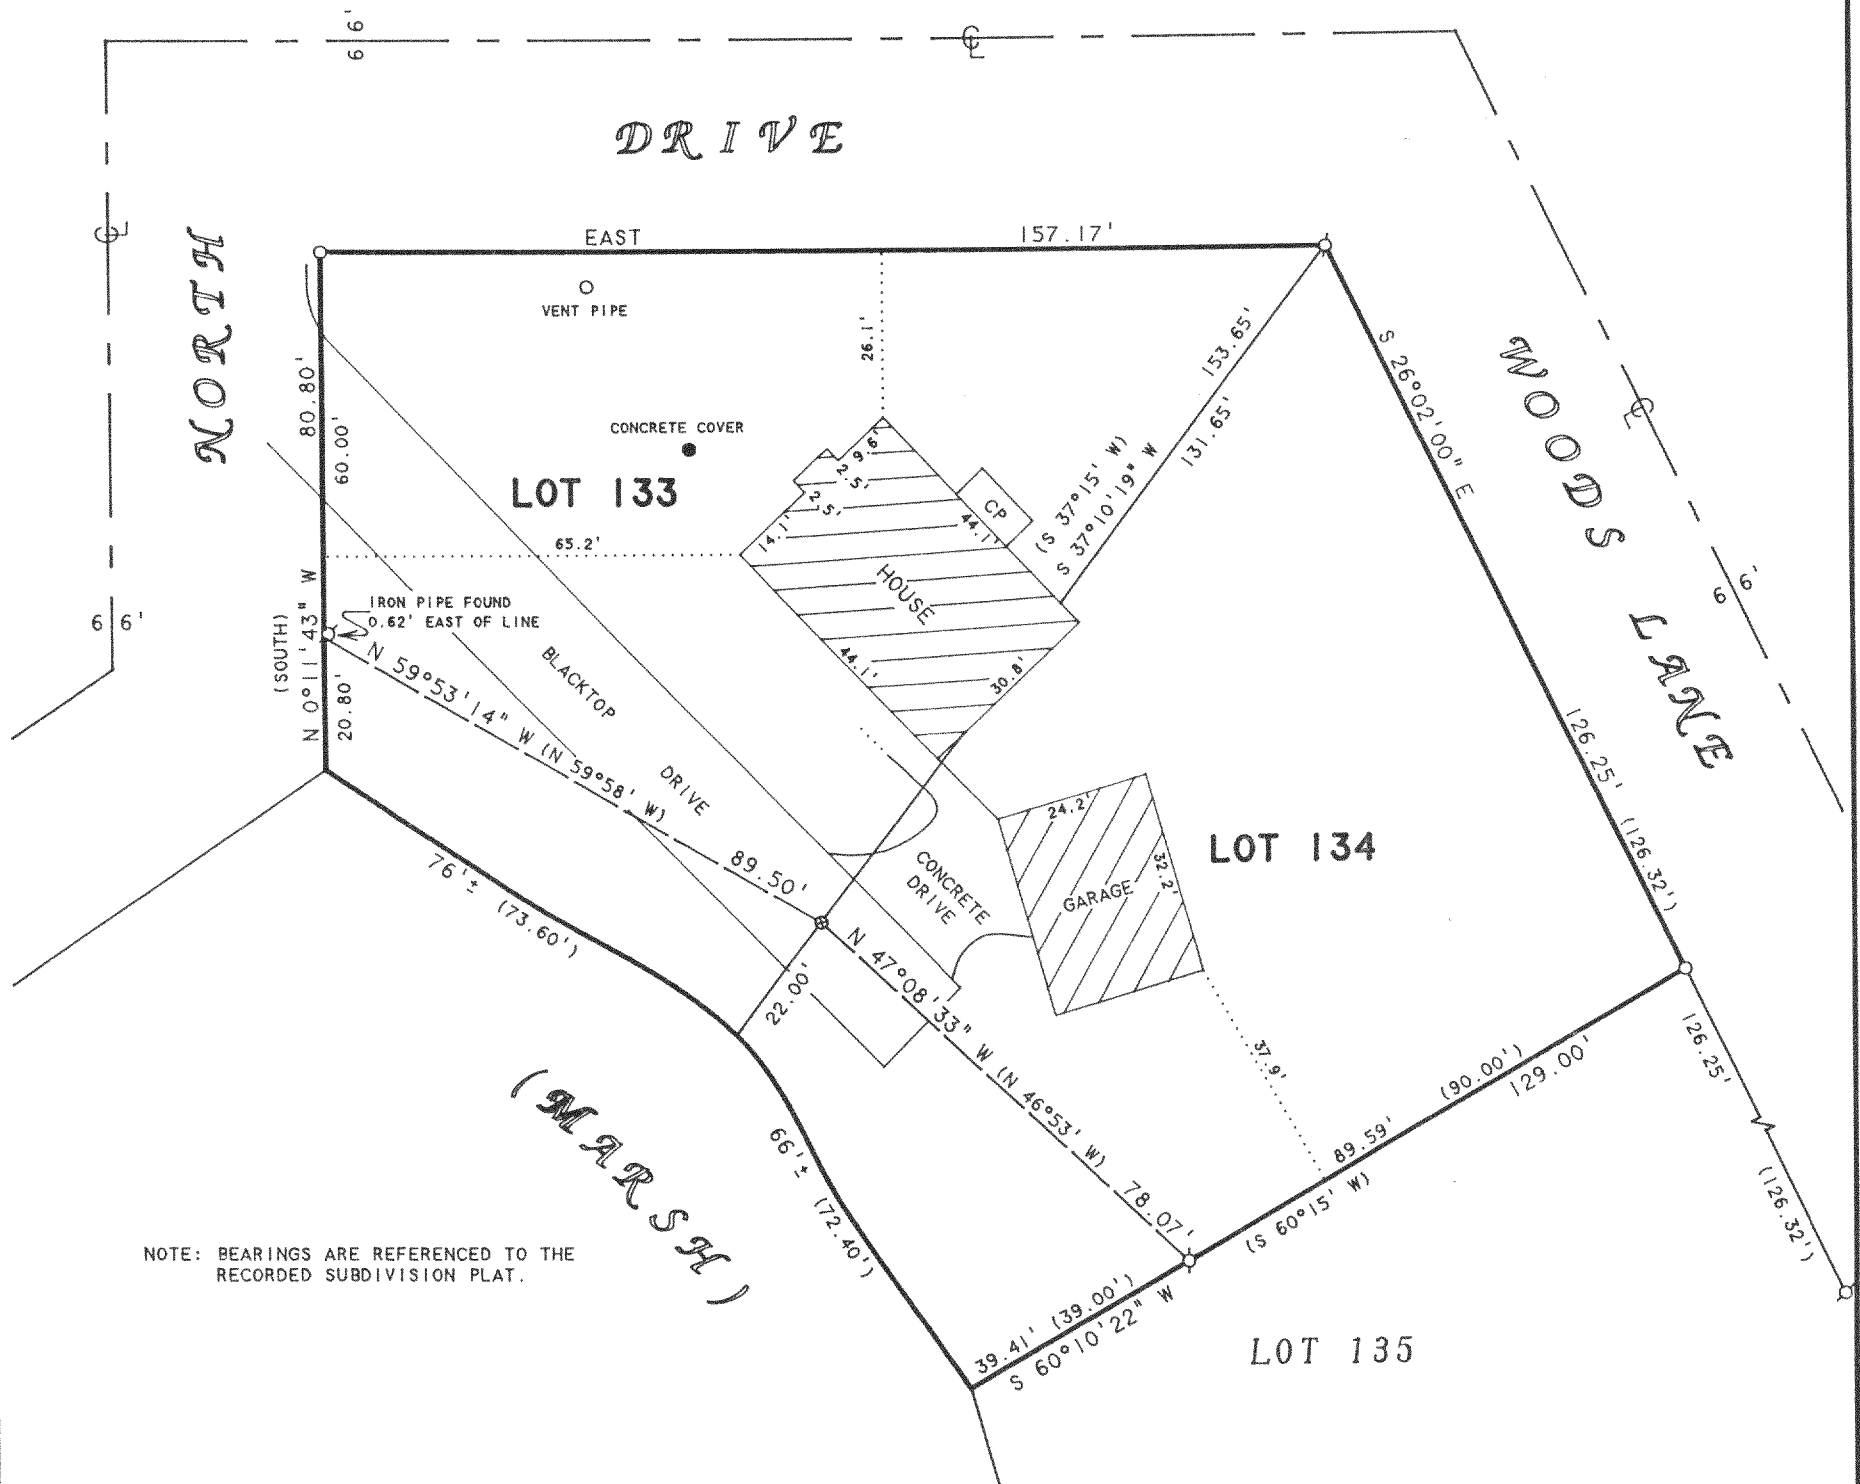 66'
℄
DRIVE
℄
NORTH
EAST
157.17'
VENT PIPE
26.1'
80.80'
60.00'
CONCRETE COVER
LOT 133
153.65'
131.65'
(S 37°15' W)
S 37°10'19" W
S 26°02'00" E
WOODS LANE
℄
66'
9.6'
2.5'
2.5'
14.1'
44.1'
CP
65.2'
HOUSE
44.1'
30.8'
IRON PIPE FOUND
0.62' EAST OF LINE
66'
(SOUTH)
N 0°11'43" W
20.80'
N 59°53'14" W (N 59°58' W)
89.50'
BLACKTOP
DRIVE
126.25' (126.32')
24.2'
32.2'
GARAGE
LOT 134
CONCRETE
DRIVE
76'± (73.60')
22.00'
N 47°08'33" W (N 46°53' W)
78.07'
37.9'
(90.00')
129.00'
89.59'
(S 60°15' W)
126.25'
(126.32')
(MARSH)
66'± (72.40')
NOTE: BEARINGS ARE REFERENCED TO THE
RECORDED SUBDIVISION PLAT.
39.41' (39.00')
S 60°10'22" W
LOT 135